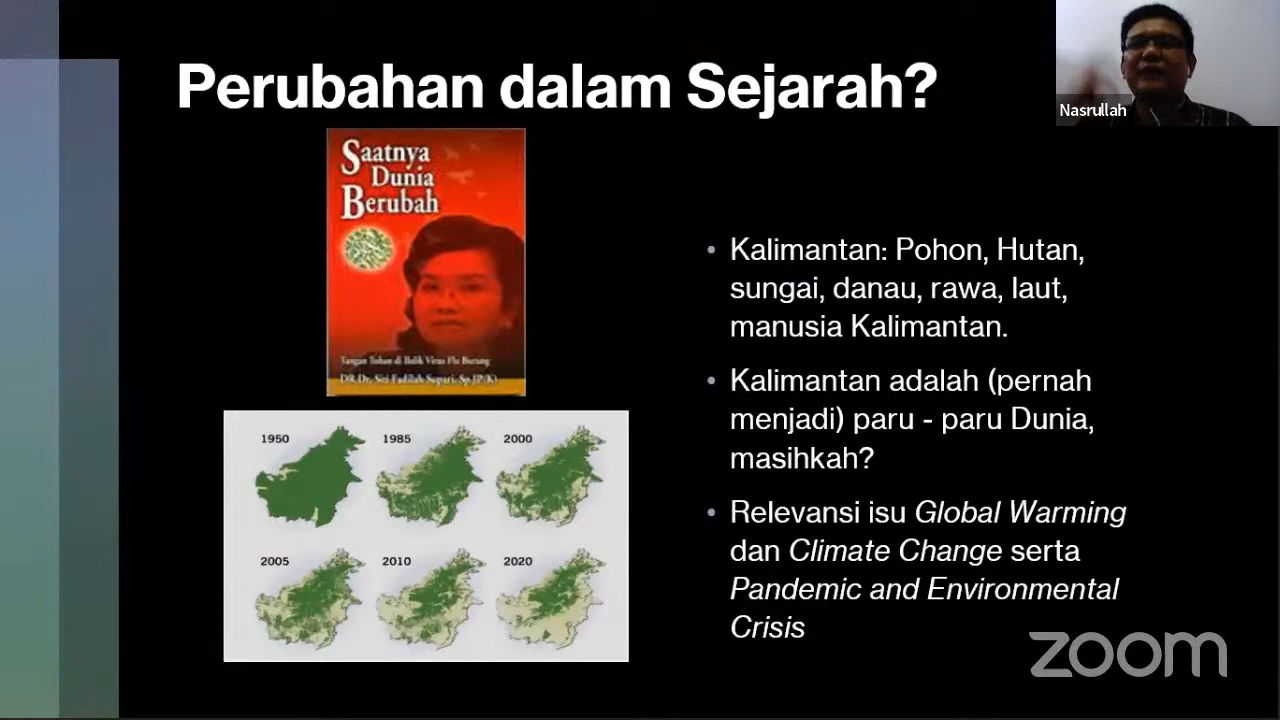 Perubahan dalam Sejarah?
Nasrullah
Saatnya
Dunia
Berubah
Tangan Tuhan di Balik Virus Flu Burung
DR.Dr. Siti Fadilah Supari, Sp.JP(K)
• Kalimantan: Pohon, Hutan,
sungai, danau, rawa, laut,
manusia Kalimantan.
• Kalimantan adalah (pernah
menjadi) paru - paru Dunia,
masihkah?
• Relevansi isu Global Warming
dan Climate Change serta
Pandemic and Environmental
Crisis
1950 1985 2000
2005 2010 2020
zoom